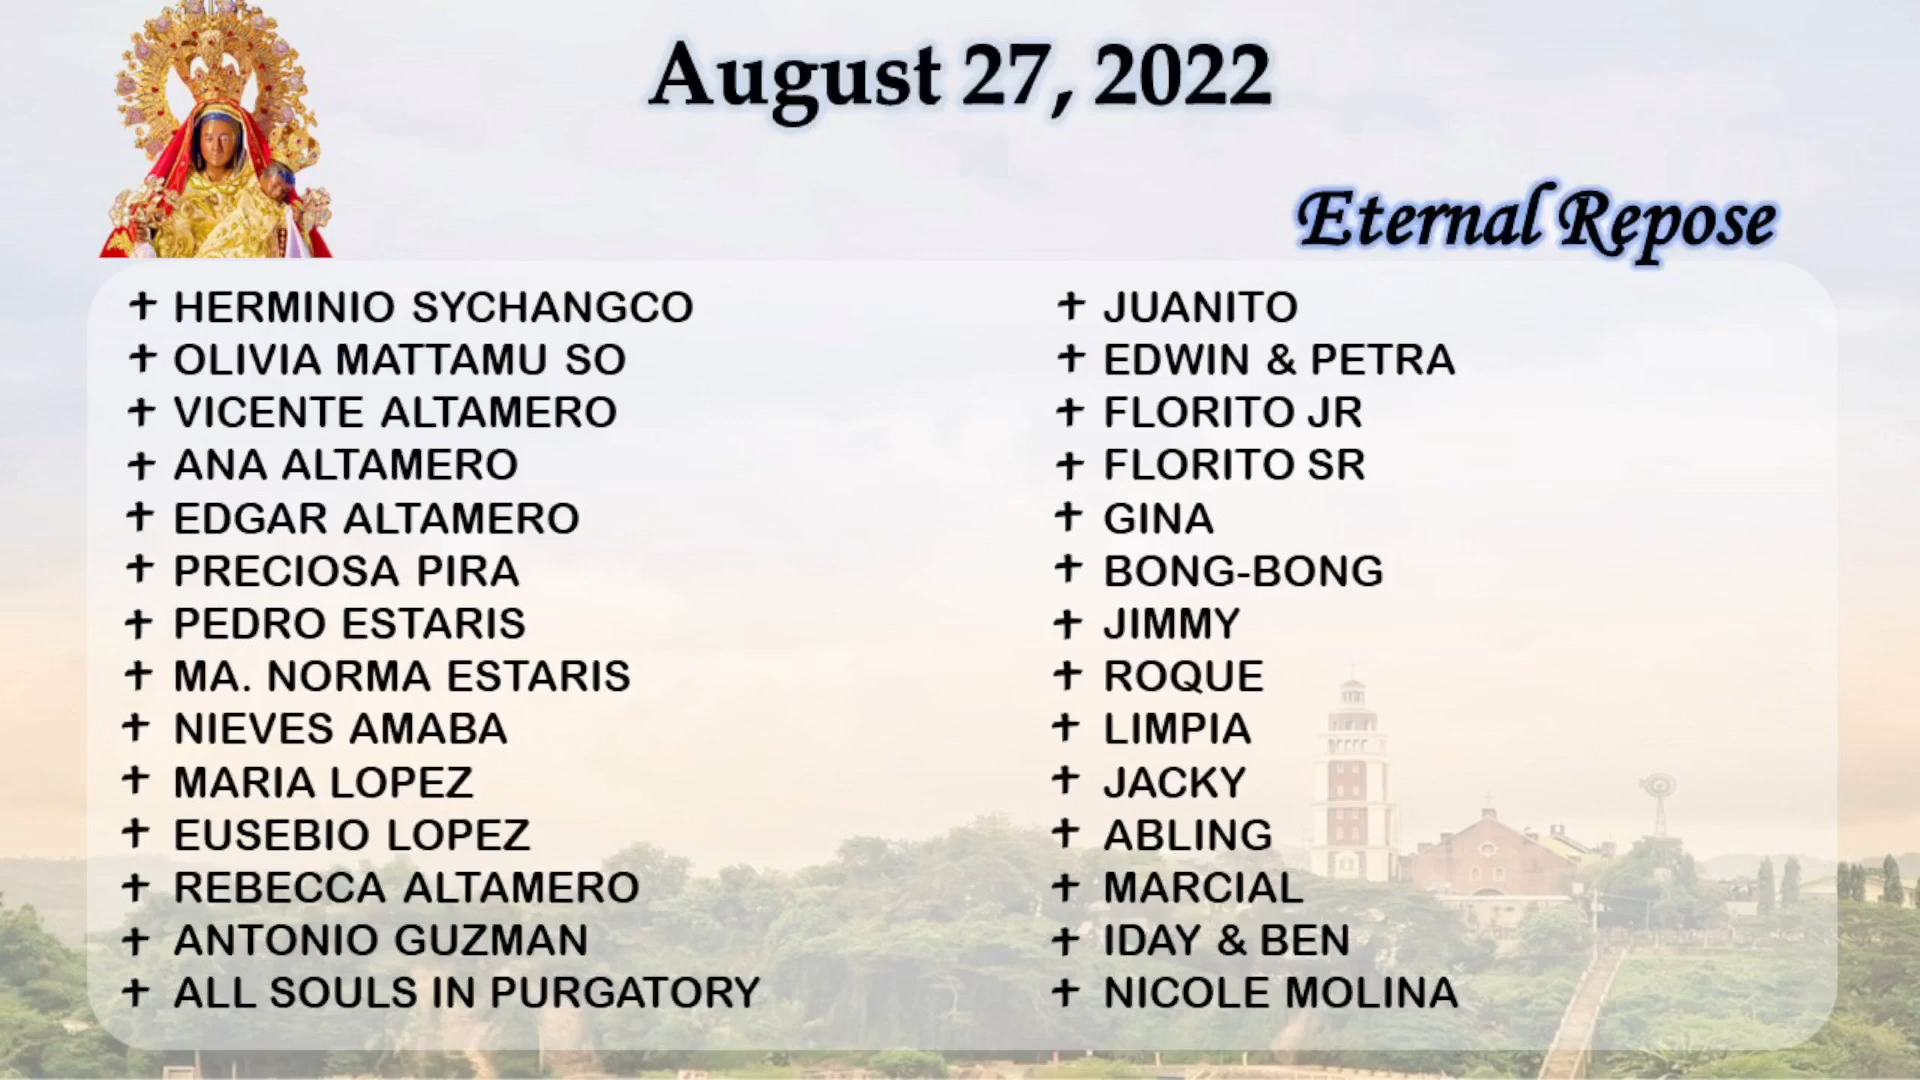 August 27, 2022
Eternal Repose
HERMINIO SYCHANGCO
OLIVIA MATTAMU SO
VICENTE ALTAMERO
ANA ALTAMERO
EDGAR ALTAMERO
PRECIOSA PIRA
PEDRO ESTARIS
MA. NORMA ESTARIS
NIEVES AMABA
MARIA LOPEZ
EUSEBIO LOPEZ
REBECCA ALTAMERO
ANTONIO GUZMAN
ALL SOULS IN PURGATORY
JUANITO
EDWIN & PETRA
FLORITO JR
FLORITO SR
GINA
BONG-BONG
JIMMY
ROQUE
LIMPIA
JACKY
ABLING
MARCIAL
IDAY & BEN
NICOLE MOLINA